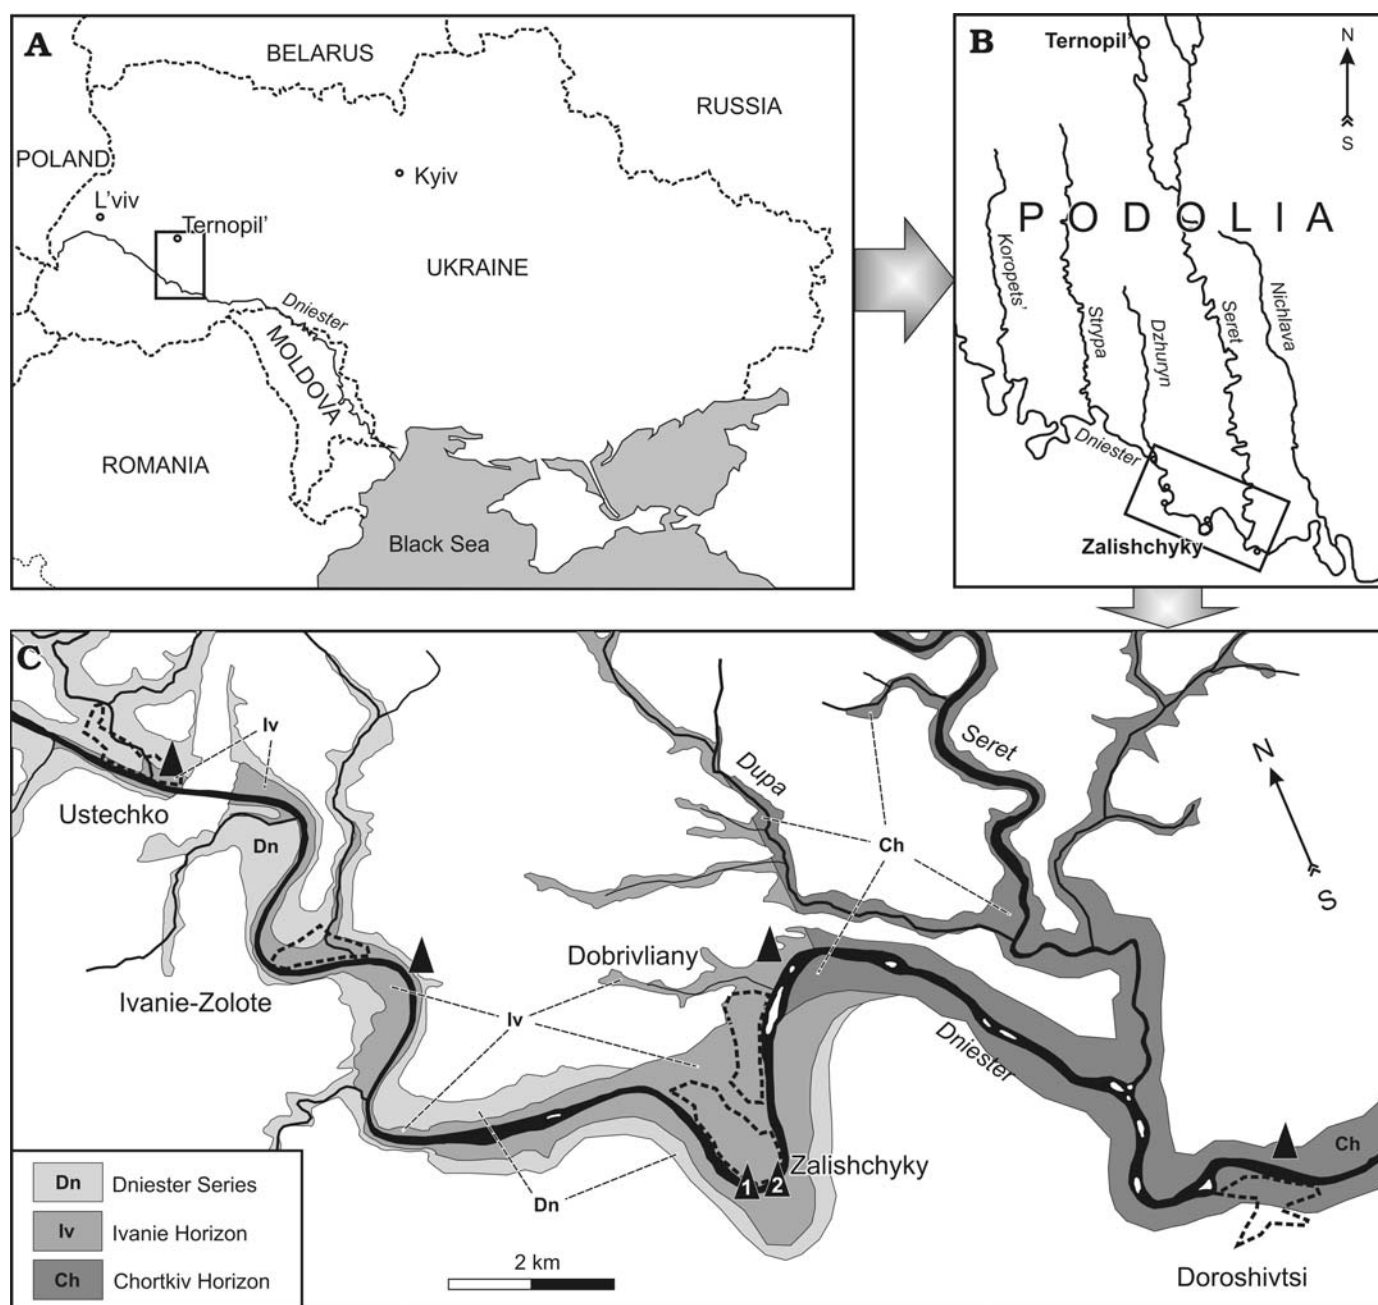 A
BELARUS
RUSSIA
POLAND
Kyiv
L'viv
Ternopil'
UKRAINE
Dniester
MOLDOVA
ROMANIA
Black Sea
B
Ternopil'
N
S
PODOLIA
Koropets'
Strypa
Dzhuryn
Seret
Nichlava
Dniester
Zalishchyky
C
Iv
Ustechko
Dn
Dupa
Seret
N
S
Ch
Ivanie-Zolote
Dobrivliany
Iv
Dniester
Zalishchyky
1 2
Dn
Ch
Doroshivtsi
Dn Dniester Series
Iv Ivanie Horizon
Ch Chortkiv Horizon
2 km